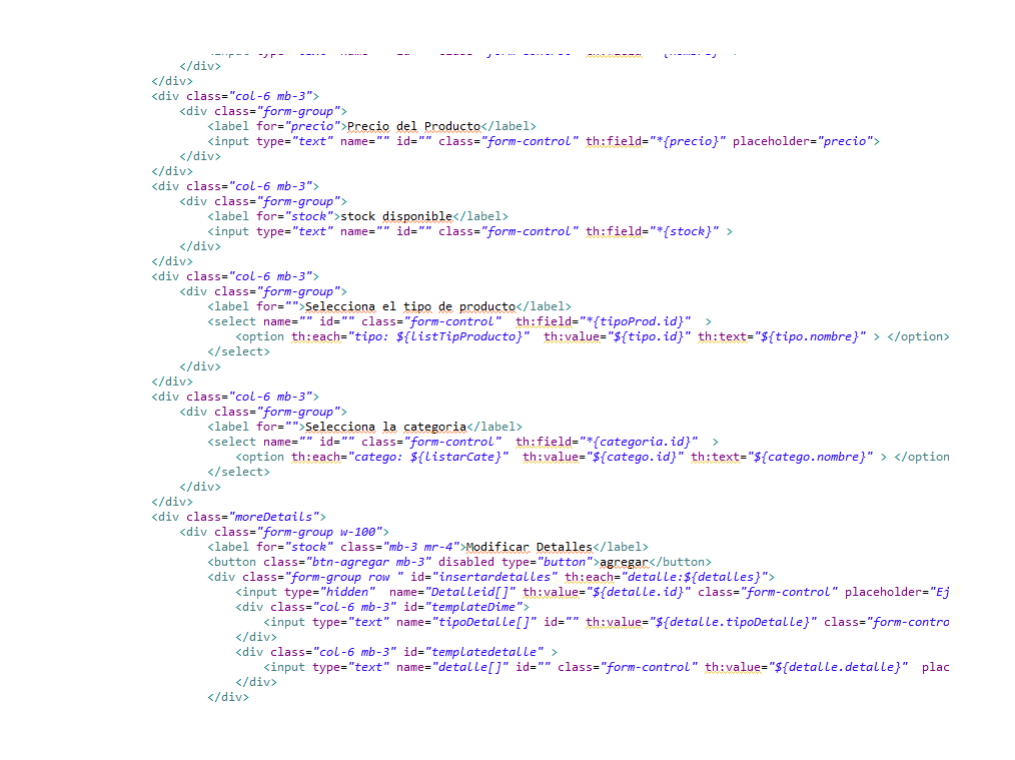 </div>
</div>
<div class="col-6 mb-3">
<div class="form-group">
<label for="precio">Precio del Producto</label>
<input type="text" name="" id="" class="form-control" th:field="*{precio}" placeholder="precio">
</div>
</div>
<div class="col-6 mb-3">
<div class="form-group">
<label for="stock">stock disponible</label>
<input type="text" name="" id="" class="form-control" th:field="*{stock}" >
</div>
</div>
<div class="col-6 mb-3">
<div class="form-group">
<label for="">Selecciona el tipo de producto</label>
<select name="" id="" class="form-control"  th:field="*{tipoProd.id}"  >
<option th:each="tipo: ${listTipProducto}"  th:value="${tipo.id}" th:text="${tipo.nombre}" > </option>
</select>
</div>
</div>
<div class="col-6 mb-3">
<div class="form-group">
<label for="">Selecciona la categoria</label>
<select name="" id="" class="form-control"  th:field="*{categoria.id}"  >
<option th:each="catego: ${listarCate}"  th:value="${catego.id}" th:text="${catego.nombre}" > </option
</select>
</div>
</div>
<div class="moreDetails">
<div class="form-group w-100">
<label for="stock" class="mb-3 mr-4">Modificar Detalles</label>
<button class="btn-agregar mb-3" disabled type="button">agregar</button>
<div class="form-group row " id="insertardetalles" th:each="detalle:${detalles}">
<input type="hidden"  name="Detalleid[]" th:value="${detalle.id}" class="form-control" placeholder="Ej
<div class="col-6 mb-3" id="templateDime">
<input type="text" name="tipoDetalle[]" id="" th:value="${detalle.tipoDetalle}" class="form-contro
</div>
<div class="col-6 mb-3" id="templatedetalle" >
<input type="text" name="detalle[]" id="" class="form-control" th:value="${detalle.detalle}"  plac
</div>
</div>